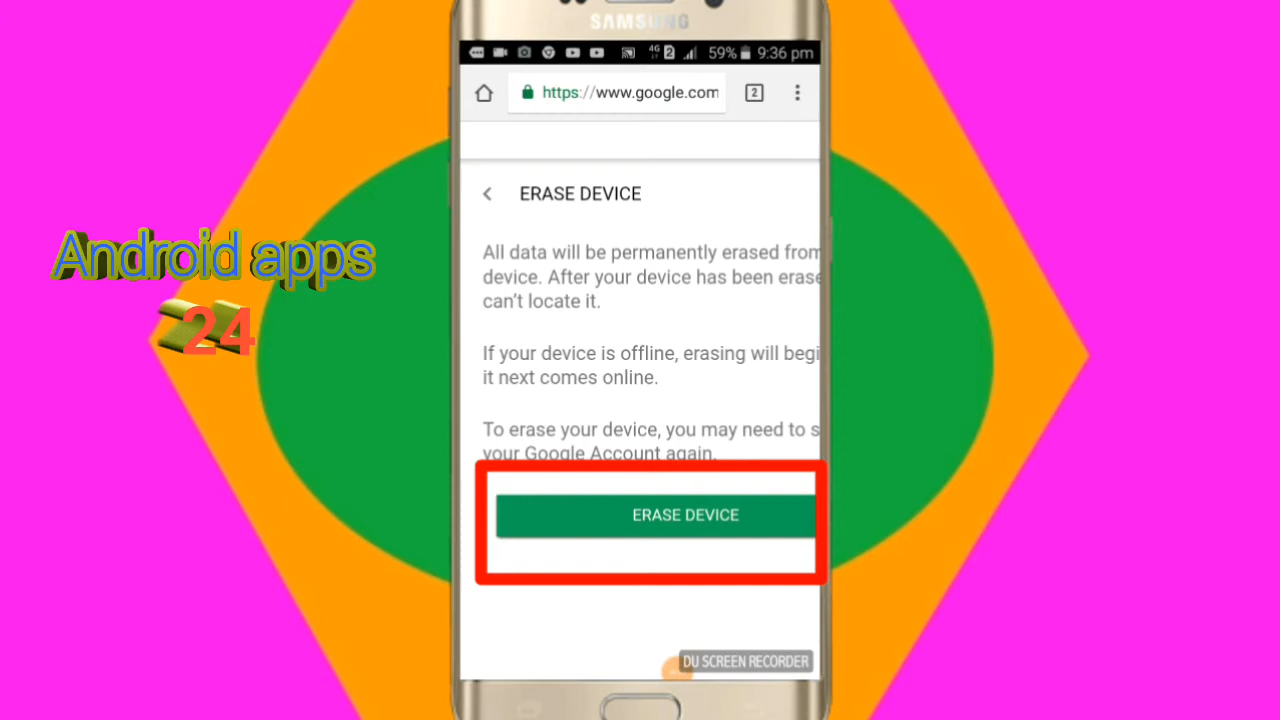 SAMSUNG
4G 2 59% 9:36 pm
https://www.google.com 2
ERASE DEVICE
All data will be permanently erased from
device. After your device has been erase
can't locate it.
If your device is offline, erasing will begi
it next comes online.
To erase your device, you may need to s
your Google Account again.
ERASE DEVICE
DU SCREEN RECORDER
Android apps
24